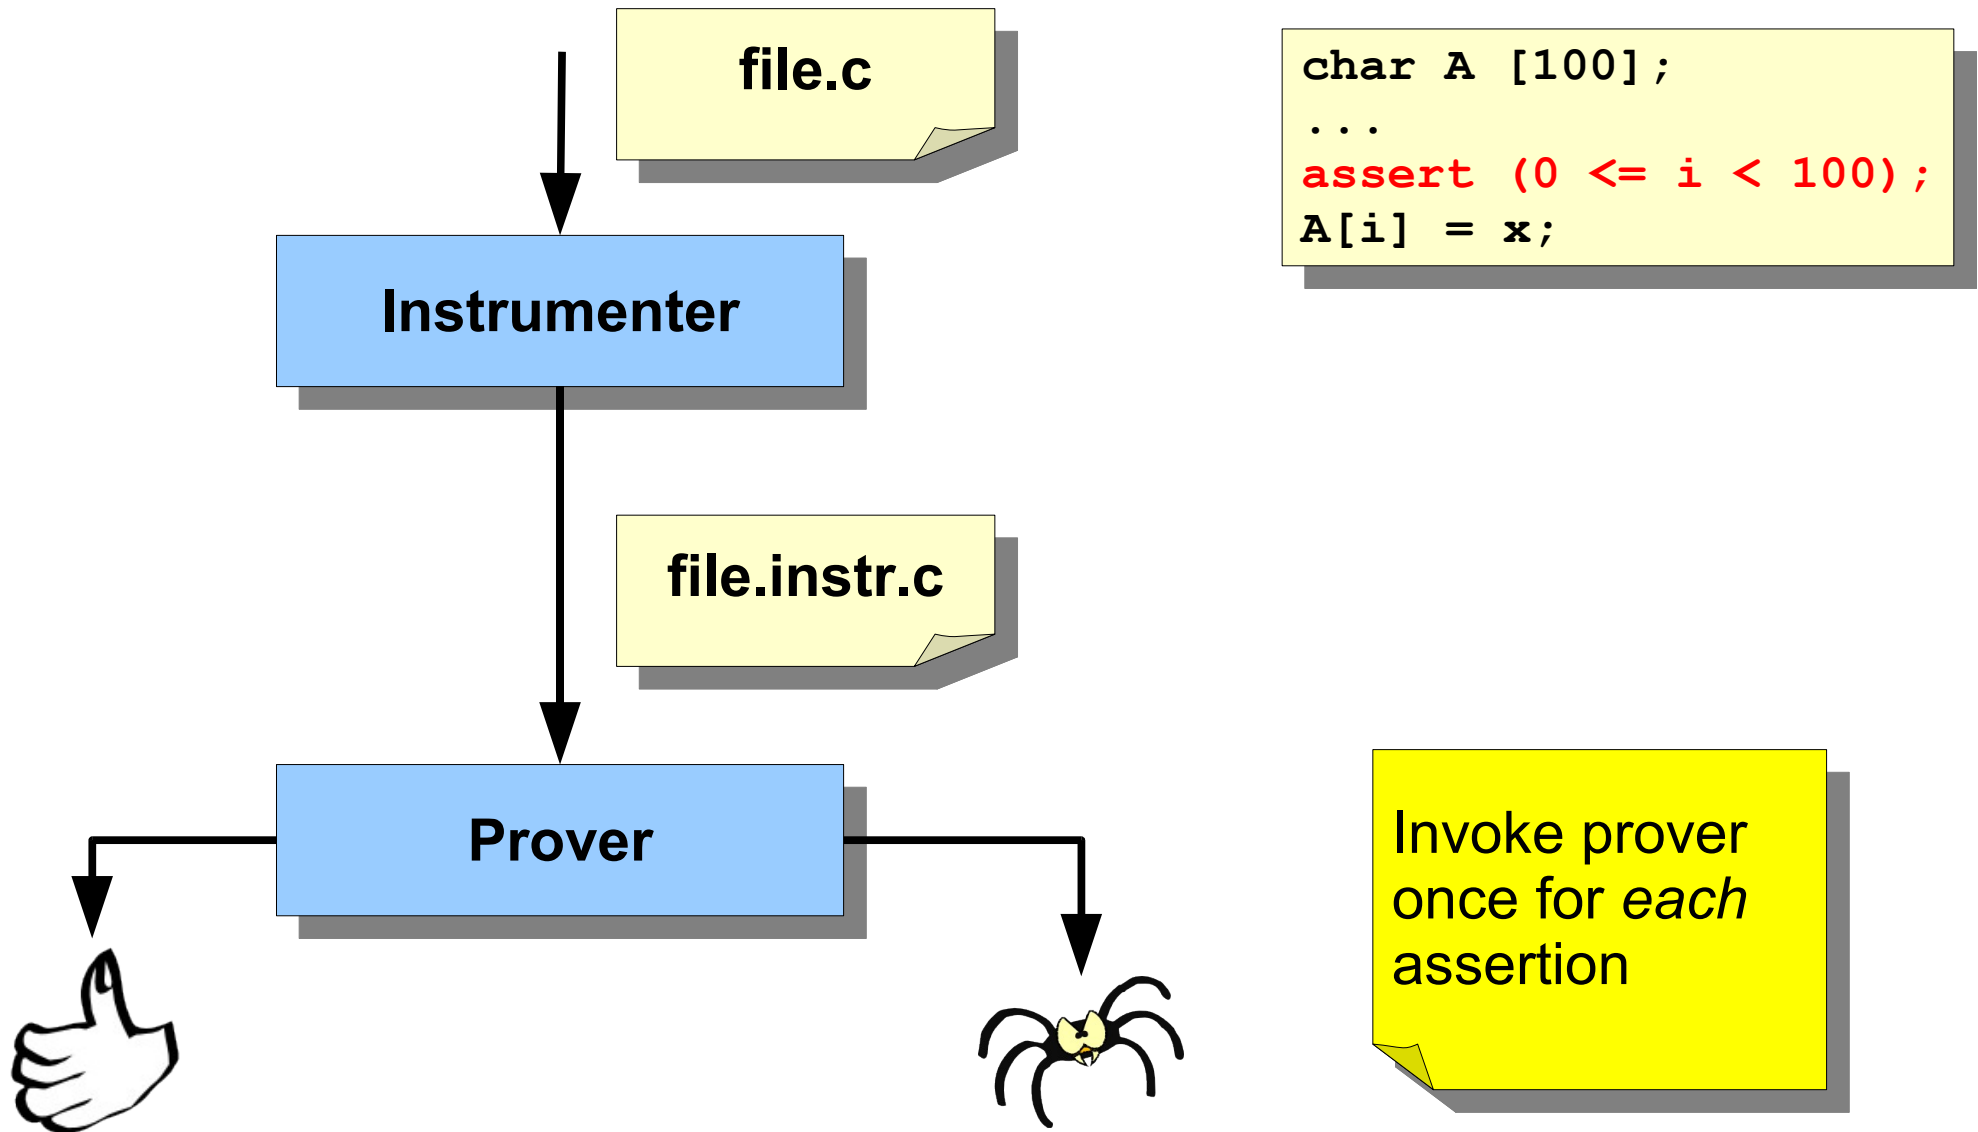 file.c
char A [100];
...
assert (0 <= i < 100);
A[i] = x;
Instrumenter
file.instr.c
Prover
Invoke prover
once for each
assertion